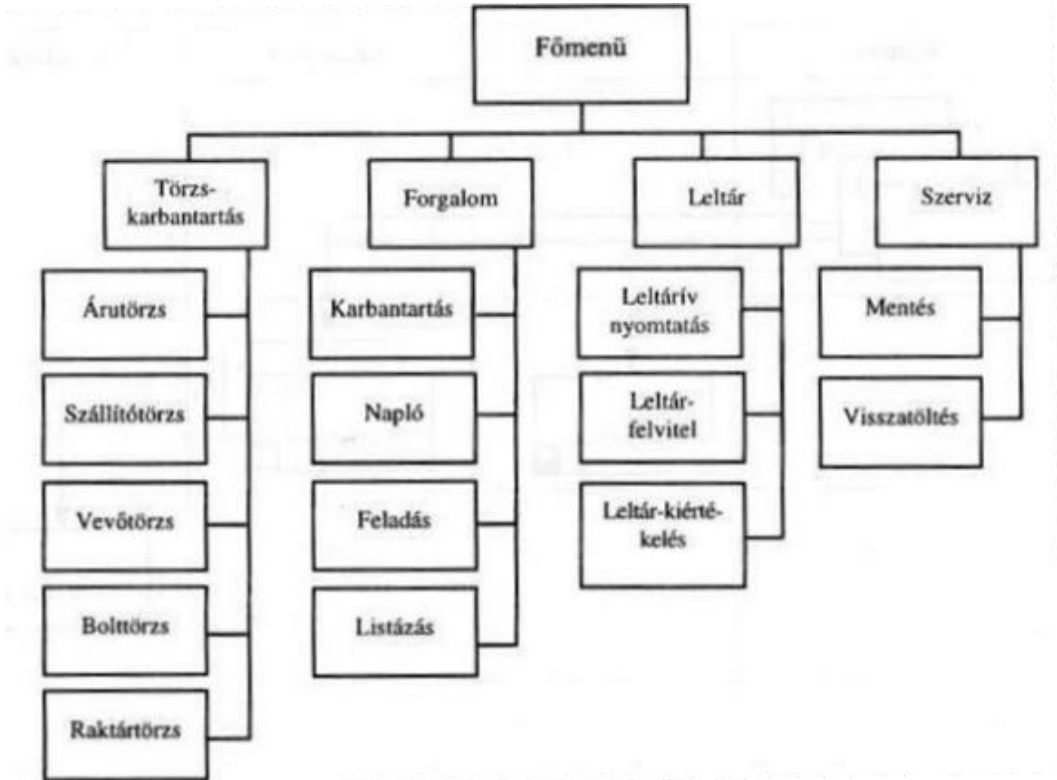 Főmenü
Törzs-
karbantartás
Forgalom
Leltár
Szerviz
Árutörzs
Szállítótörzs
Vevőtörzs
Bolttörzs
Raktártörzs
Karbantartás
Napló
Feladás
Listázás
Leltárív
nyomtatás
Leltár-
felvitel
Leltár-kiérté-
kelés
Mentés
Visszatöltés